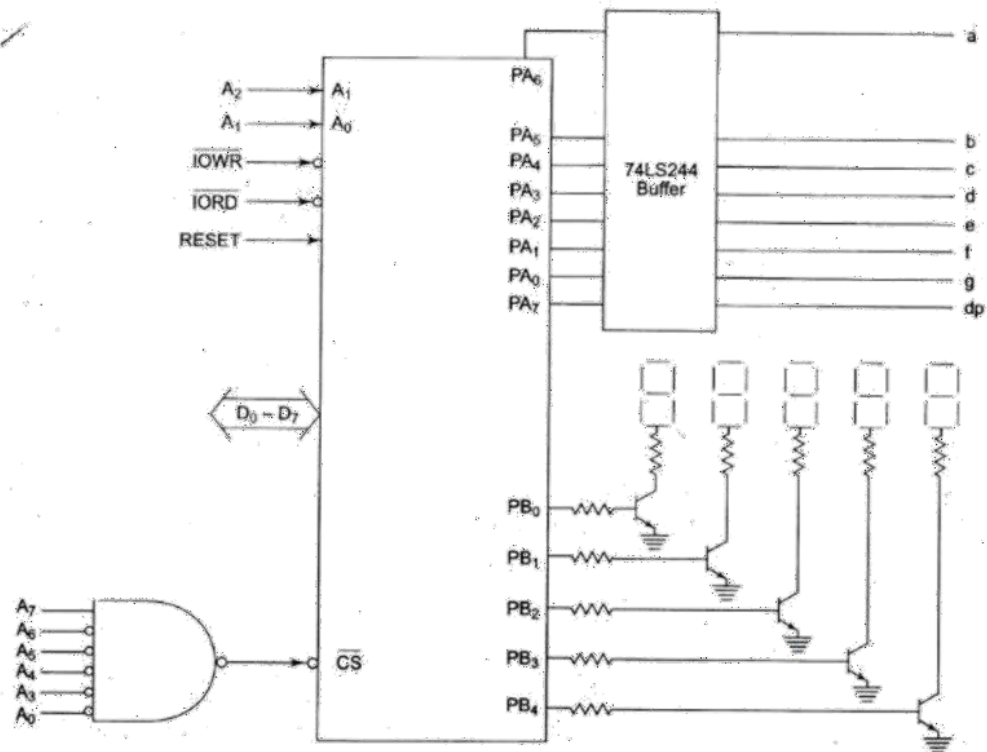 PA₆
a
A₂
A₁
A₁
A₀
IOWR
IORD
RESET
PA₅
b
PA₄
c
74LS244
Buffer
PA₃
d
PA₂
e
PA₁
f
PA₀
g
PA₇
dp
D₀ – D₇
PB₀
PB₁
PB₂
PB₃
PB₄
A₇
A₆
A₅
A₄
A₃
A₀
CS